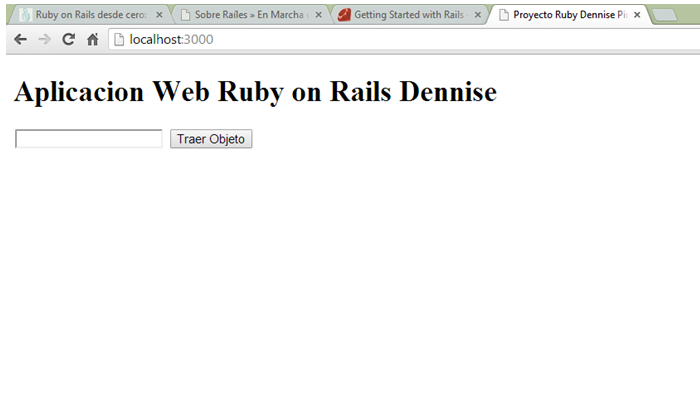 Ruby on Rails desde cero:
Sobre Railes » En Marcha
Getting Started with Rails
Proyecto Ruby Dennise Pi
localhost:3000
Aplicacion Web Ruby on Rails Dennise
Traer Objeto